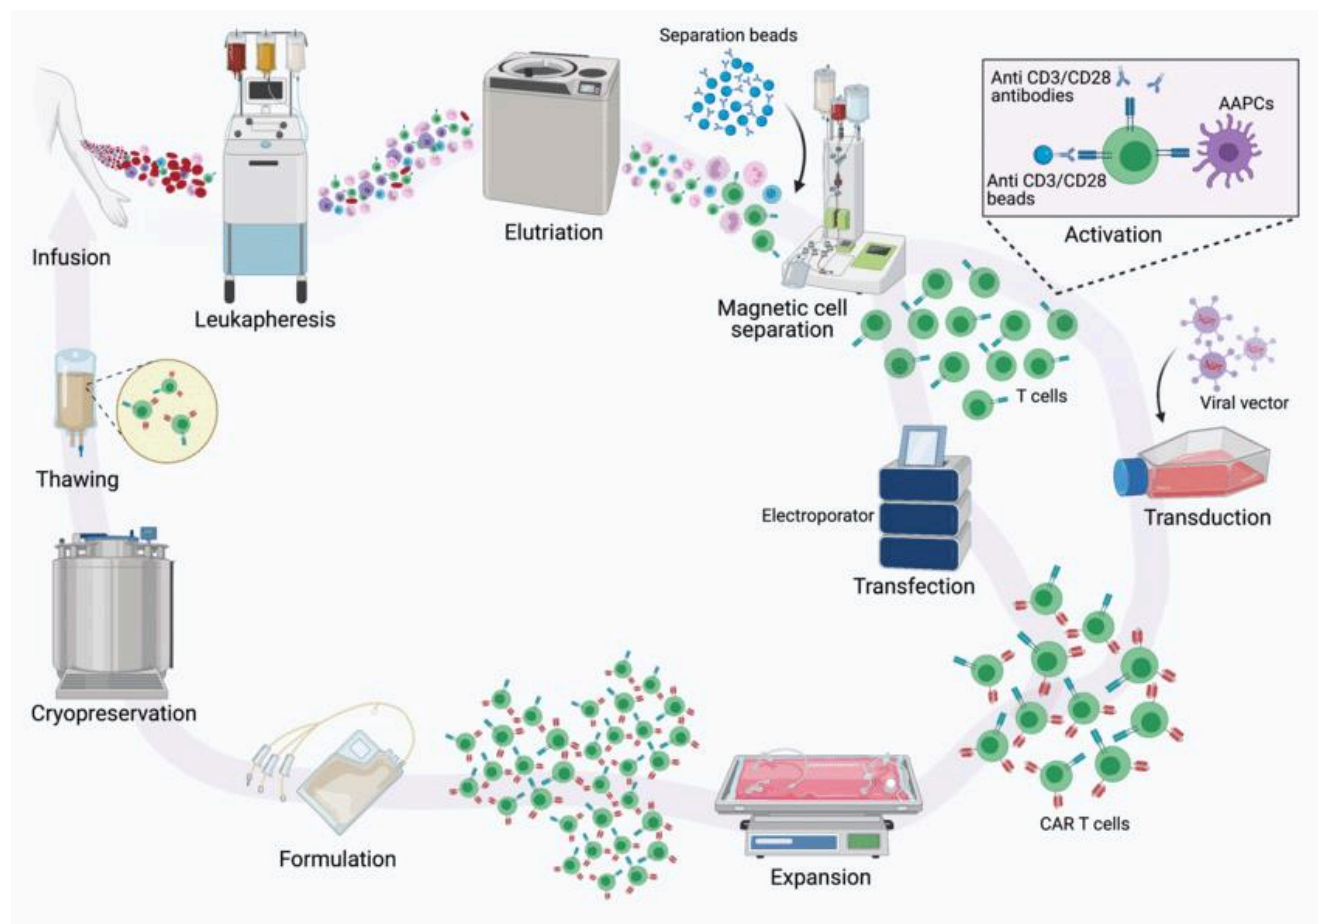 Separation beads
Anti CD3/CD28
antibodies
AAPCs
Anti CD3/CD28
beads
Activation
Elutriation
Infusion
Leukapheresis
Magnetic cell
separation
T cells
Viral vector
Thawing
Electroporator
Transduction
Transfection
Cryopreservation
CAR T cells
Formulation
Expansion